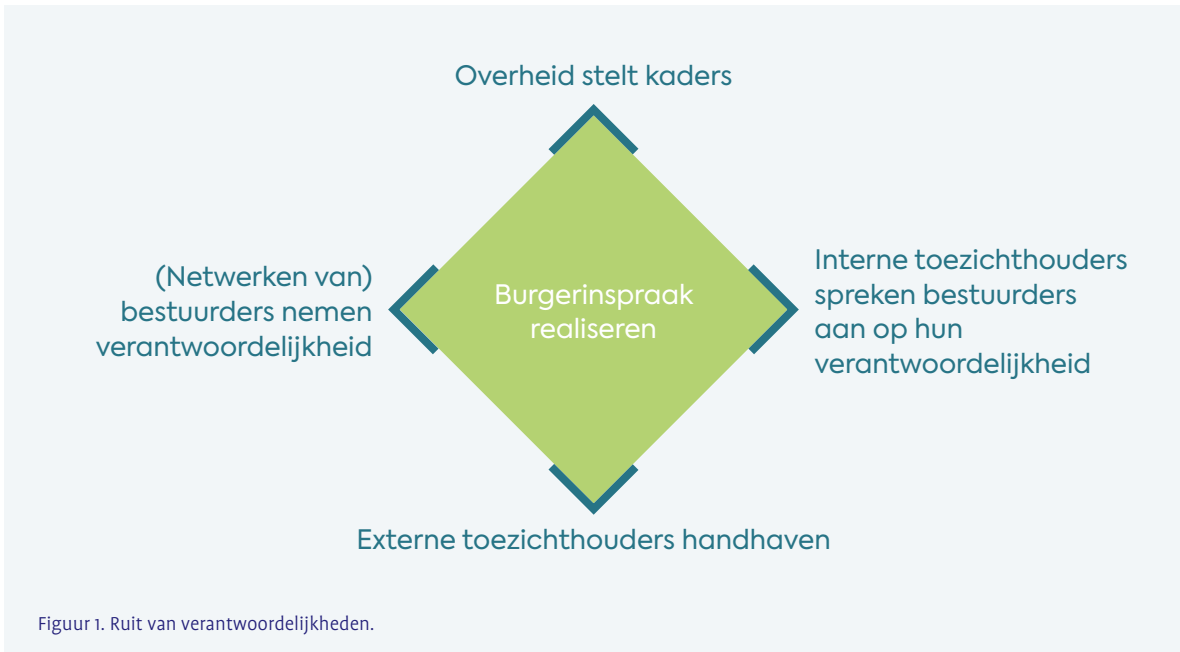 Overheid stelt kaders
(Netwerken van)
bestuurders nemen
verantwoordelijkheid
Burgerinspraak
realiseren
Interne toezichthouders
spreken bestuurders
aan op hun
verantwoordelijkheid
Externe toezichthouders handhaven
Figuur 1. Ruit van verantwoordelijkheden.